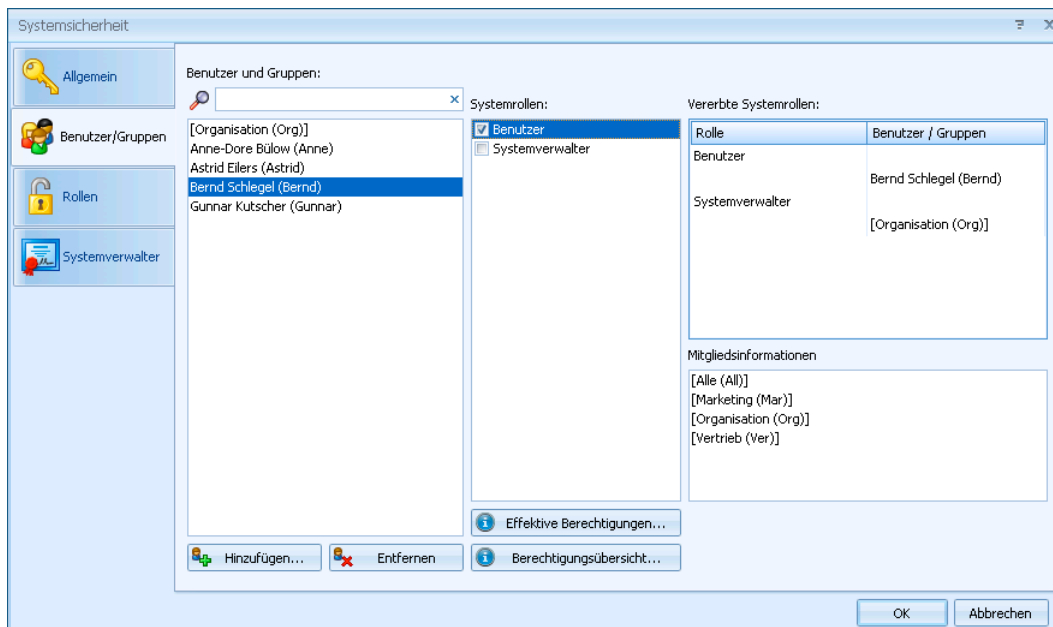 Systemsicherheit
Allgemein
Benutzer/Gruppen
Rollen
Systemverwalter
Benutzer und Gruppen:
[Organisation (Org)]
Anne-Dore Bülow (Anne)
Astrid Eilers (Astrid)
Bernd Schlegel (Bernd)
Gunnar Kutscher (Gunnar)
Hinzufügen...
Entfernen
Systemrollen:
Benutzer
Systemverwalter
Effektive Berechtigungen...
Berechtigungsübersicht...
Vererbte Systemrollen:
Rolle Benutzer / Gruppen
Benutzer
Bernd Schlegel (Bernd)
Systemverwalter
[Organisation (Org)]
Mitgliedsinformationen
[Alle (All)]
[Marketing (Mar)]
[Organisation (Org)]
[Vertrieb (Ver)]
OK
Abbrechen